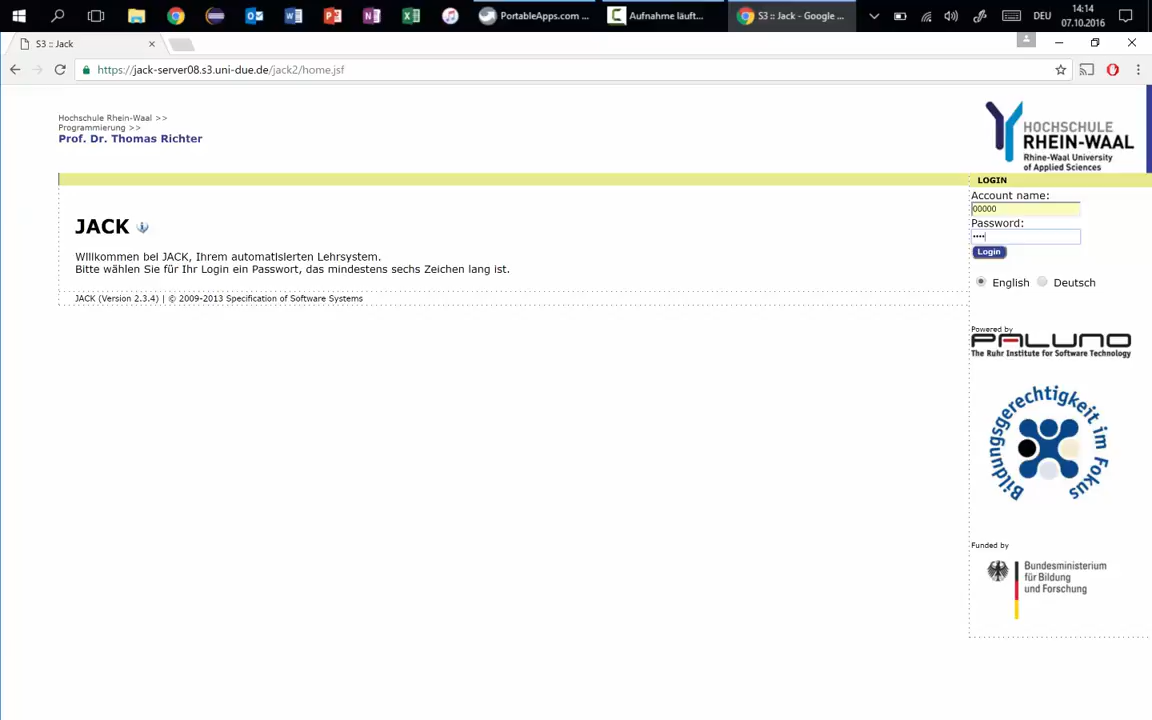 PortableApps.com ...
Aufnahme läuft...
S3 :: Jack - Google ...
DEU
14:14
07.10.2016
S3 :: Jack
https://jack-server08.s3.uni-due.de/jack2/home.jsf
Hochschule Rhein-Waal >>
Programmierung >>
Prof. Dr. Thomas Richter
HOCHSCHULE
RHEIN-WAAL
Rhine-Waal University
of Applied Sciences
LOGIN
Account name:
00000
Password:
••••
Login
English
Deutsch
JACK
Willkommen bei JACK, Ihrem automatisierten Lehrsystem.
Bitte wählen Sie für Ihr Login ein Passwort, das mindestens sechs Zeichen lang ist.
JACK (Version 2.3.4) | © 2009-2013 Specification of Software Systems
Powered by
PALUNO
The Ruhr Institute for Software Technology
Bildungsgerechtigkeit im Fokus
Funded by
Bundesministerium
für Bildung
und Forschung